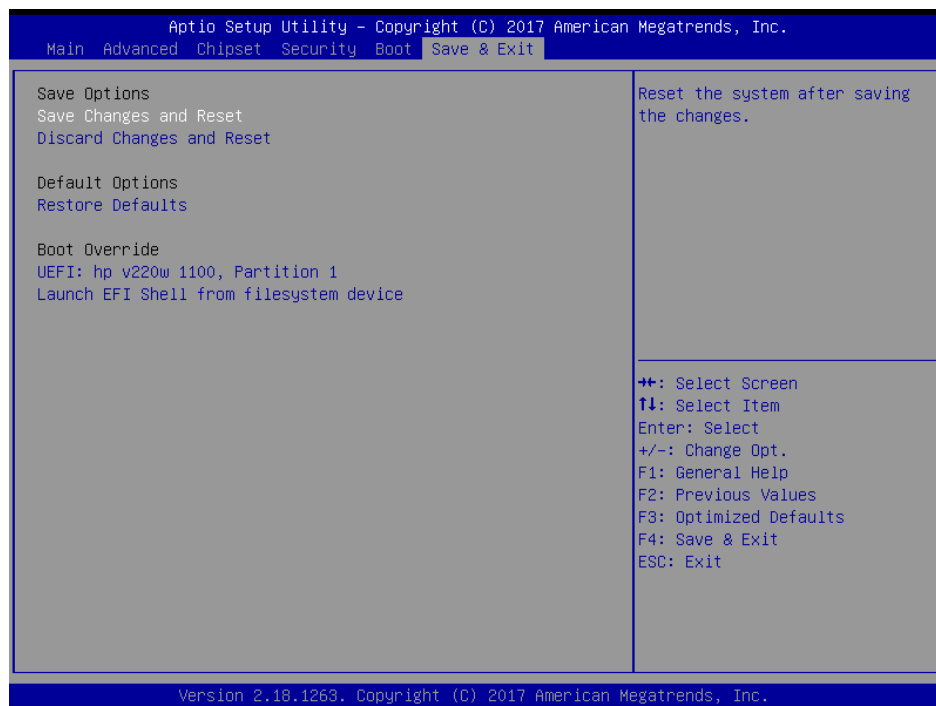 Aptio Setup Utility – Copyright (C) 2017 American Megatrends, Inc.
Main Advanced Chipset Security Boot Save & Exit
Save Options
Save Changes and Reset
Discard Changes and Reset
Default Options
Restore Defaults
Boot Override
UEFI: hp v220w 1100, Partition 1
Launch EFI Shell from filesystem device
Reset the system after saving
the changes.
→←: Select Screen
↑↓: Select Item
Enter: Select
+/-: Change Opt.
F1: General Help
F2: Previous Values
F3: Optimized Defaults
F4: Save & Exit
ESC: Exit
Version 2.18.1263. Copyright (C) 2017 American Megatrends, Inc.